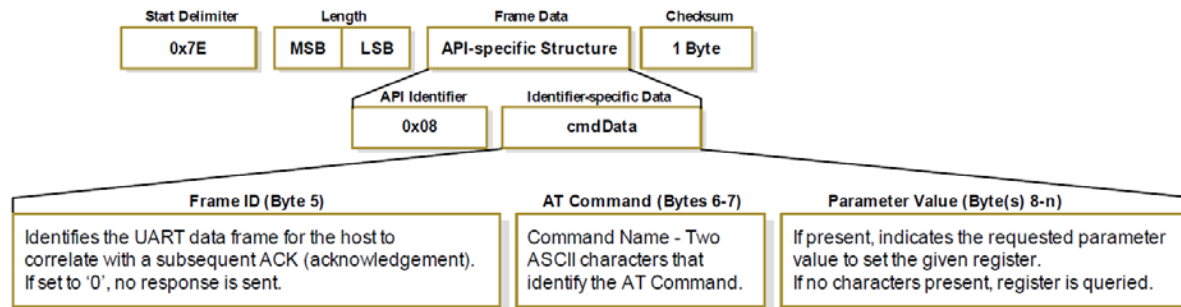 Start Delimiter Length Frame Data Checksum
0x7E MSB LSB API-specific Structure 1 Byte
API Identifier Identifier-specific Data
0x08 cmdData
Frame ID (Byte 5)
Identifies the UART data frame for the host to
correlate with a subsequent ACK (acknowledgement).
If set to ‘0’, no response is sent.
AT Command (Bytes 6-7)
Command Name - Two
ASCII characters that
identify the AT Command.
Parameter Value (Byte(s) 8-n)
If present, indicates the requested parameter
value to set the given register.
If no characters present, register is queried.